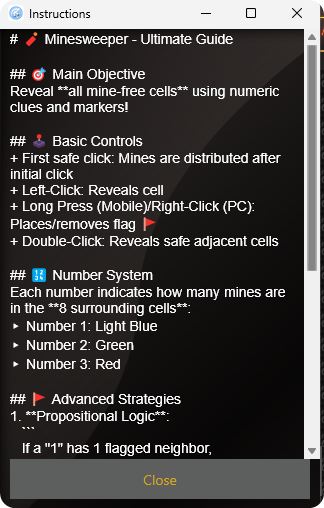 Instructions
# 🧨 Minesweeper - Ultimate Guide
## 🎯 Main Objective
Reveal **all mine-free cells** using numeric
clues and markers!
## 🕹️ Basic Controls
+ First safe click: Mines are distributed after
initial click
+ Left-Click: Reveals cell
+ Long Press (Mobile)/Right-Click (PC):
Places/removes flag 🚩
+ Double-Click: Reveals safe adjacent cells
## 🔢 Number System
Each number indicates how many mines are
in the **8 surrounding cells**:
‣ Number 1: Light Blue
‣ Number 2: Green
‣ Number 3: Red
## 🚩 Advanced Strategies
1. **Propositional Logic**:
```
If a "1" has 1 flagged neighbor,
Close